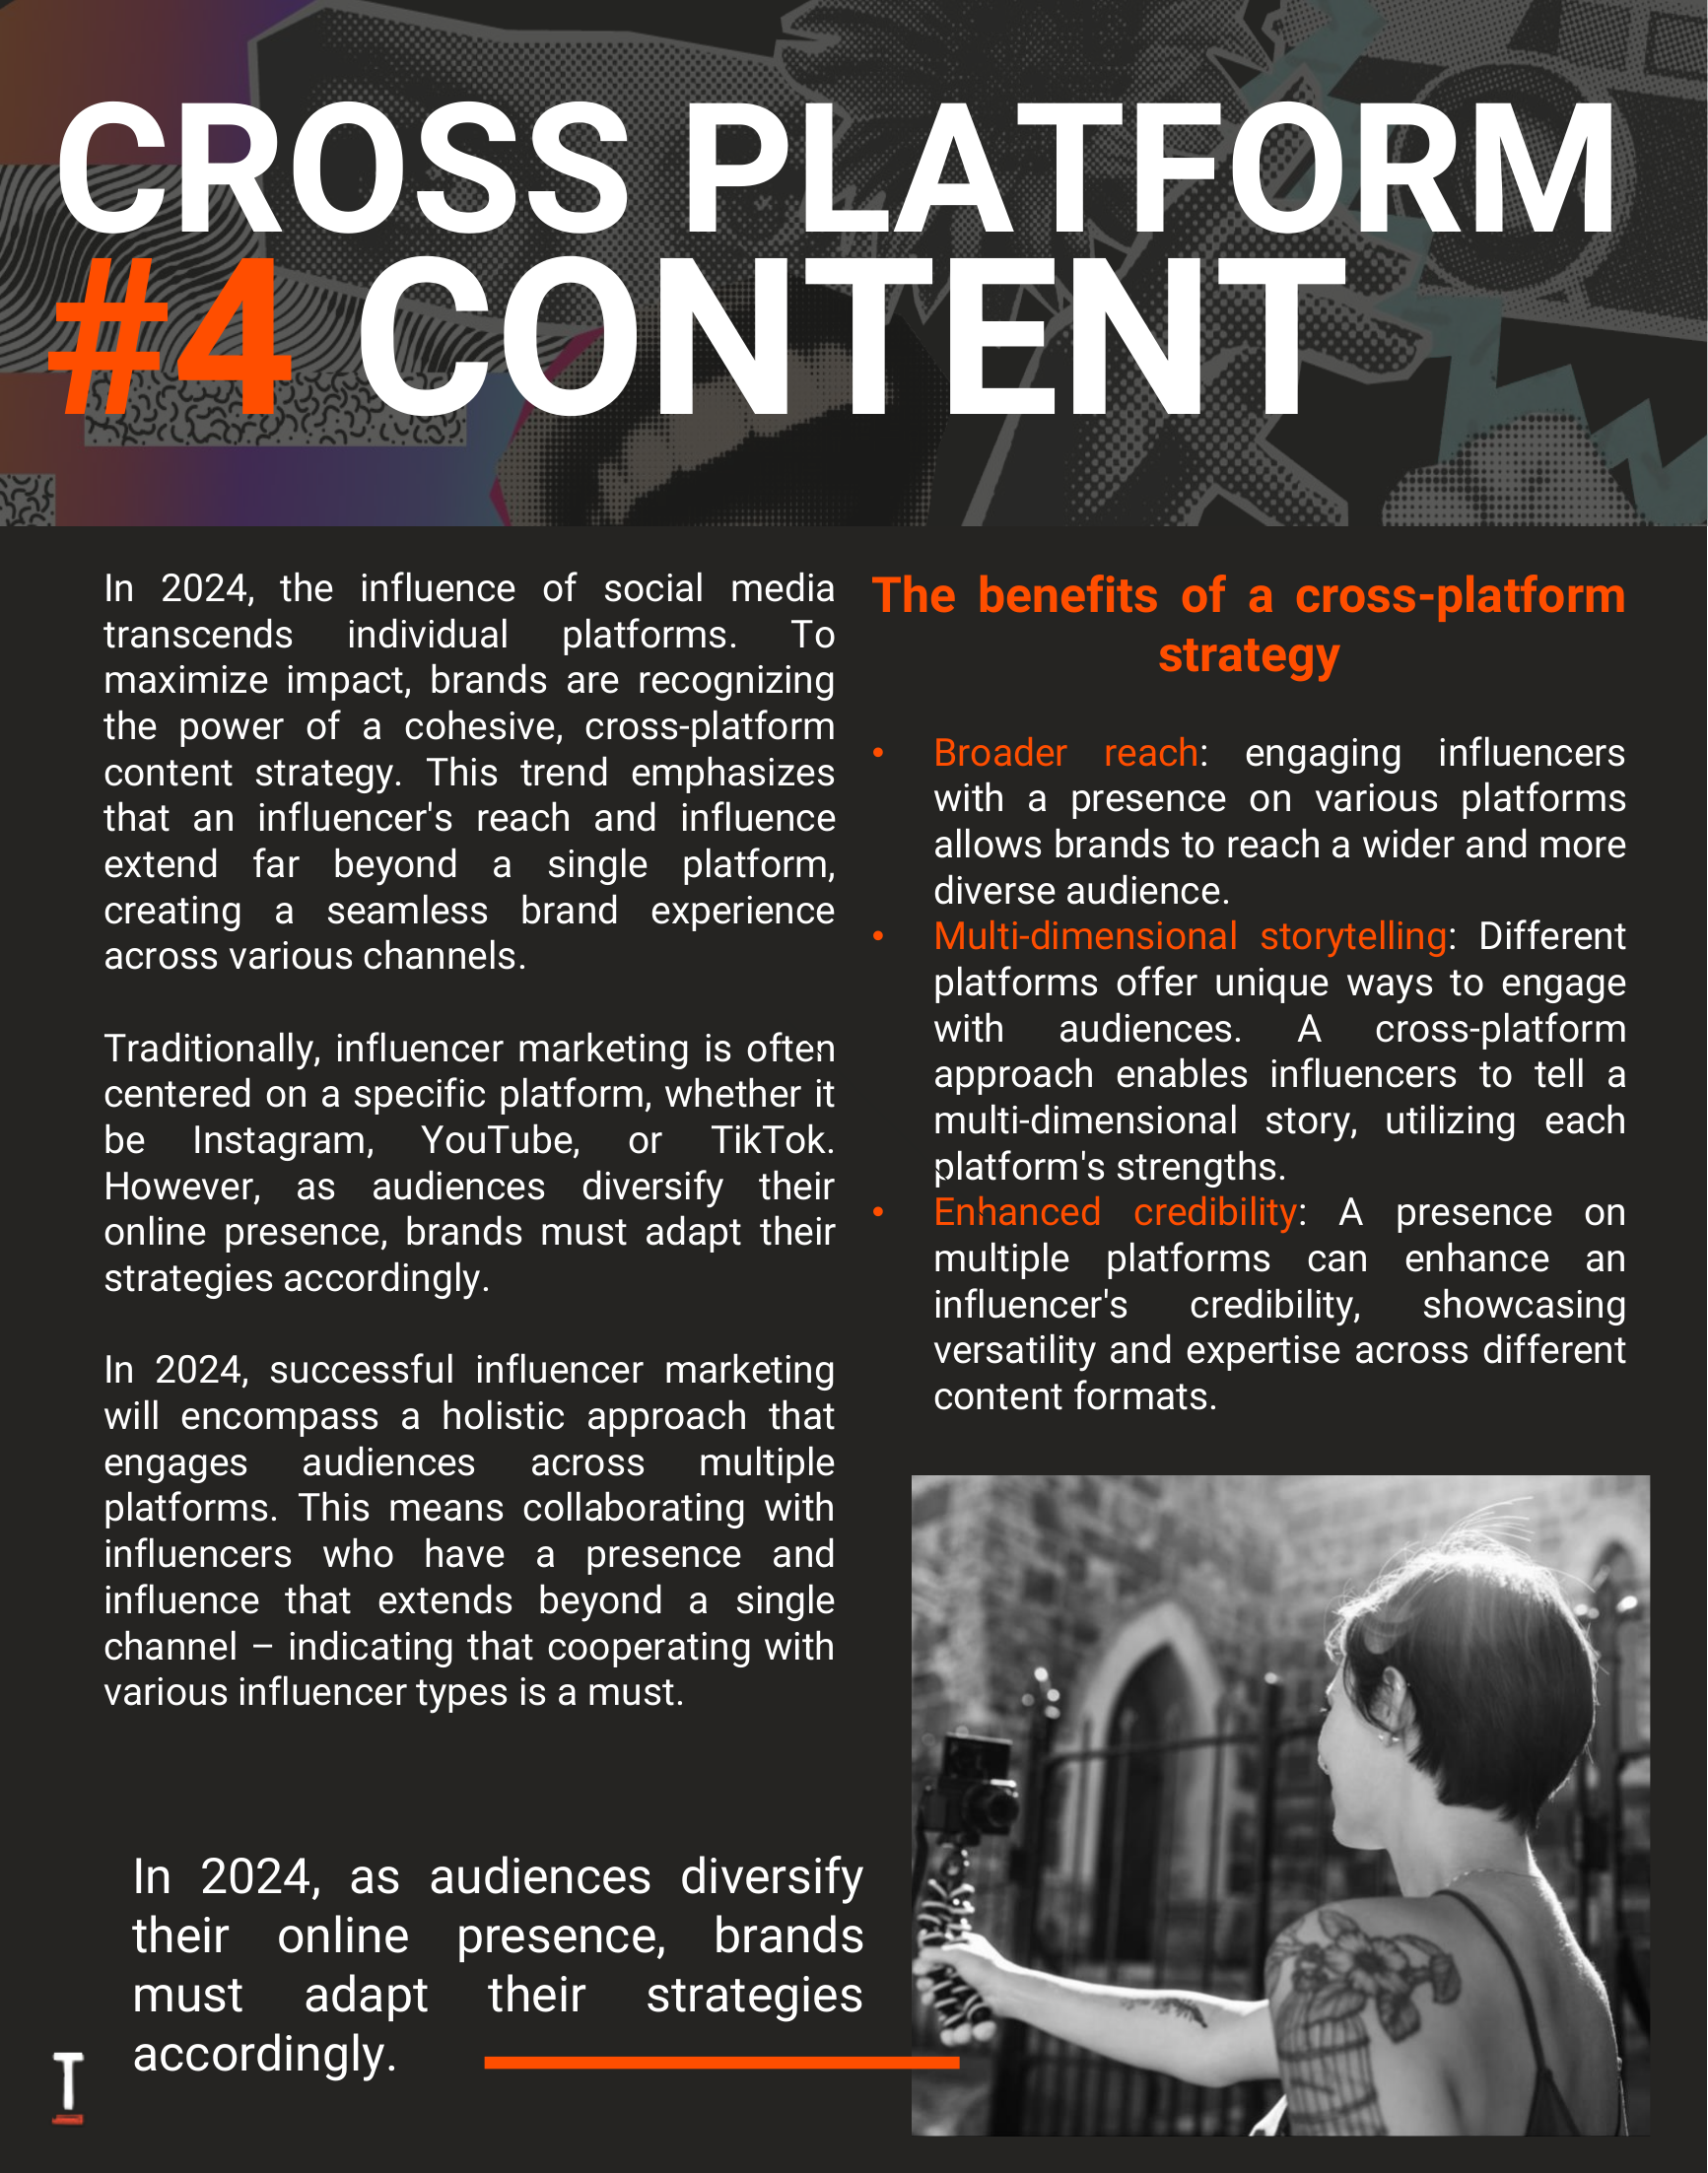 CROSS PLATFORM
#4 CONTENT
In 2024, the influence of social media
transcends individual platforms. To
maximize impact, brands are recognizing
the power of a cohesive, cross-platform
content strategy. This trend emphasizes
that an influencer's reach and influence
extend far beyond a single platform,
creating a seamless brand experience
across various channels.
Traditionally, influencer marketing is often
centered on a specific platform, whether it
be Instagram, YouTube, or TikTok.
However, as audiences diversify their
online presence, brands must adapt their
strategies accordingly.
In 2024, successful influencer marketing
will encompass a holistic approach that
engages audiences across multiple
platforms. This means collaborating with
influencers who have a presence and
influence that extends beyond a single
channel – indicating that cooperating with
various influencer types is a must.
In 2024, as audiences diversify
their online presence, brands
must adapt their strategies
accordingly.
The benefits of a cross-platform
strategy
• Broader reach: engaging influencers
with a presence on various platforms
allows brands to reach a wider and more
diverse audience.
• Multi-dimensional storytelling: Different
platforms offer unique ways to engage
with audiences. A cross-platform
approach enables influencers to tell a
multi-dimensional story, utilizing each
platform's strengths.
• Enhanced credibility: A presence on
multiple platforms can enhance an
influencer's credibility, showcasing
versatility and expertise across different
content formats.
T